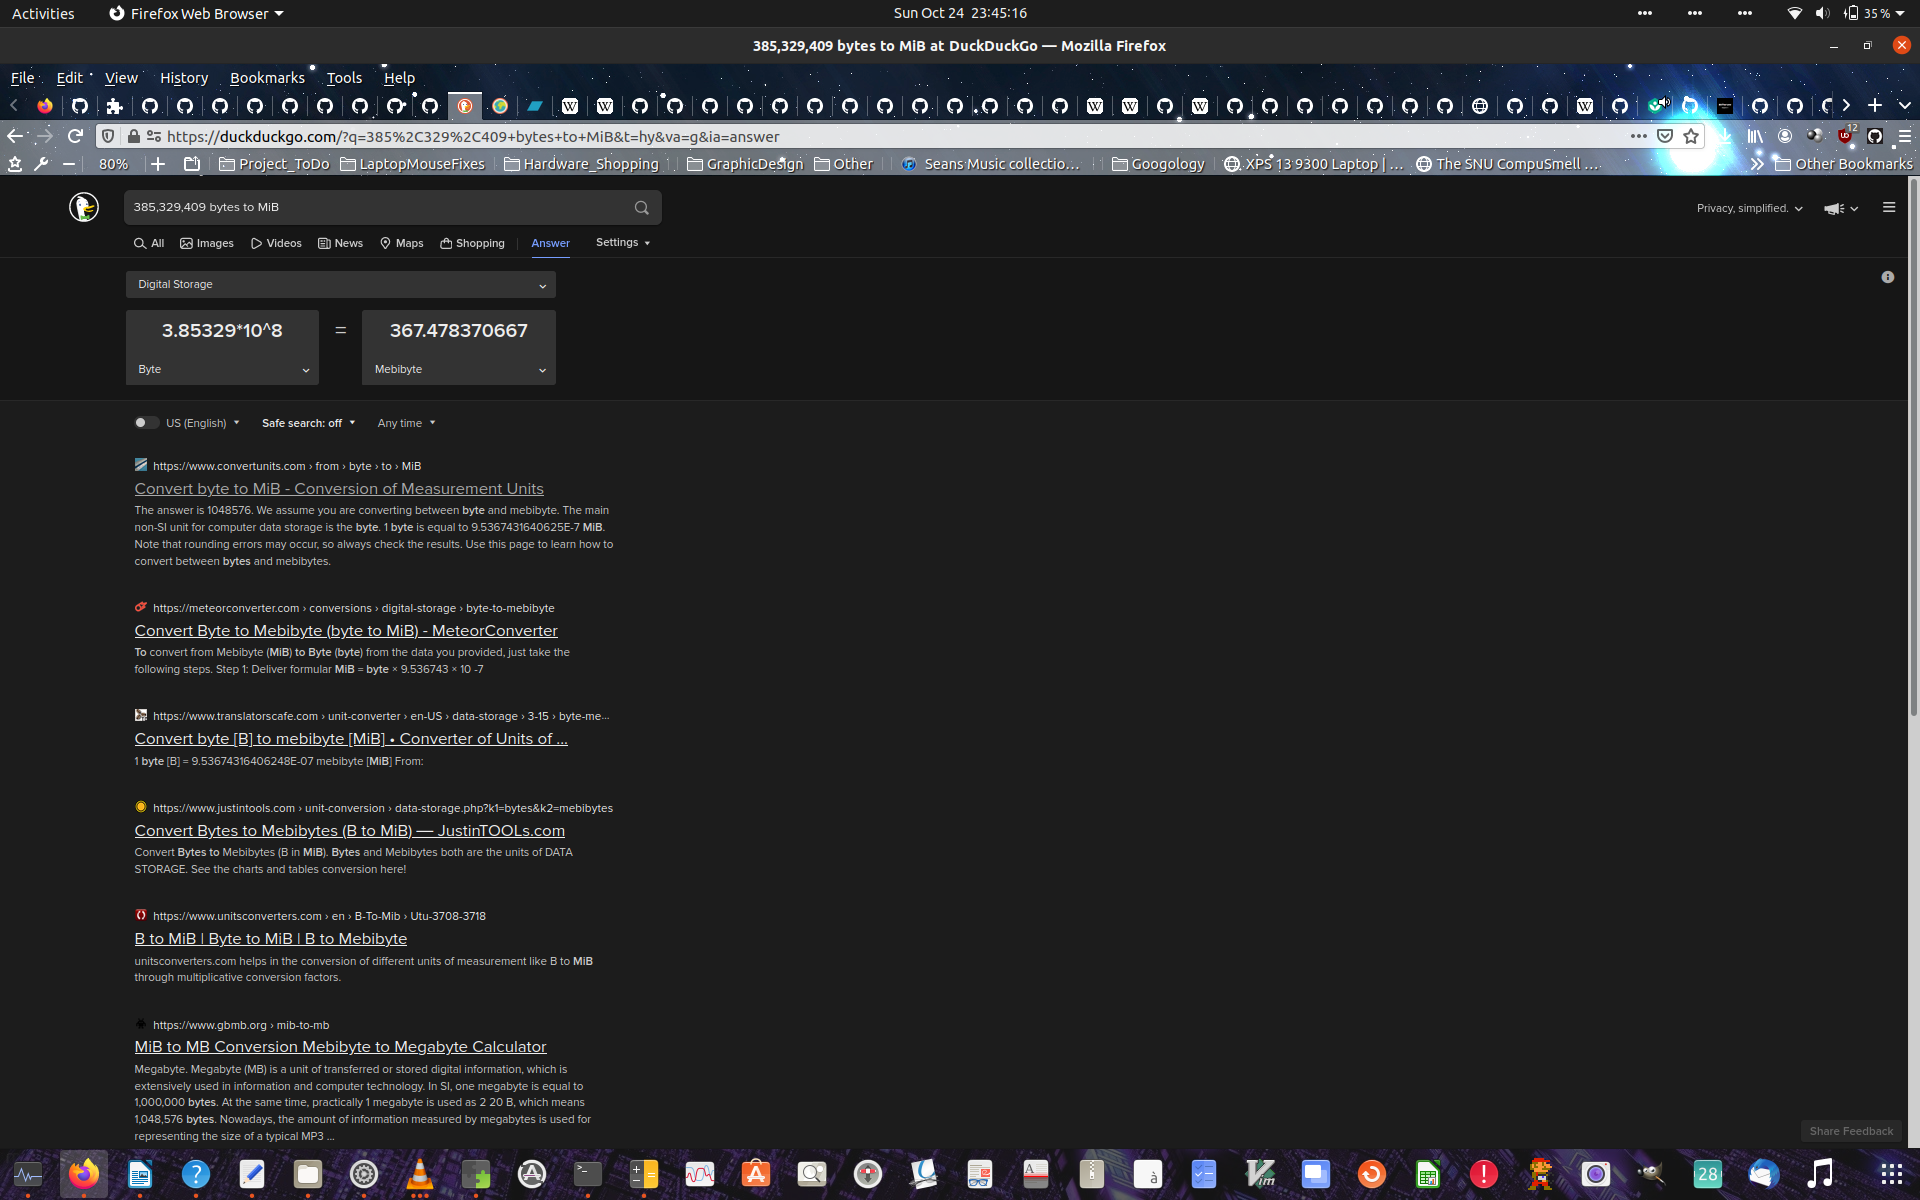 Activities
Firefox Web Browser
Sun Oct 24 23:45:16
35 %
385,329,409 bytes to MiB at DuckDuckGo — Mozilla Firefox
File Edit View History Bookmarks Tools Help
https://duckduckgo.com/?q=385%2C329%2C409+bytes+to+MiB&t=hy&va=g&ia=answer
12
80%
Project_ToDo
LaptopMouseFixes
Hardware_Shopping
GraphicDesign
Other
Seans Music collectio…
Googology
XPS 13 9300 Laptop | …
The SNU CompuSmell …
Other Bookmarks
385,329,409 bytes to MiB
Privacy, simplified.
All Images Videos News Maps Shopping Answer Settings
Digital Storage
3.85329*10^8 = 367.478370667
Byte Mebibyte
US (English) Safe search: off Any time
https://www.convertunits.com › from › byte › to › MiB
Convert byte to MiB - Conversion of Measurement Units
The answer is 1048576. We assume you are converting between byte and mebibyte. The main
non-SI unit for computer data storage is the byte. 1 byte is equal to 9.5367431640625E-7 MiB.
Note that rounding errors may occur, so always check the results. Use this page to learn how to
convert between bytes and mebibytes.
https://meteorconverter.com › conversions › digital-storage › byte-to-mebibyte
Convert Byte to Mebibyte (byte to MiB) - MeteorConverter
To convert from Mebibyte (MiB) to Byte (byte) from the data you provided, just take the
following steps. Step 1: Deliver formular MiB = byte × 9.536743 × 10 -7
https://www.translatorscafe.com › unit-converter › en-US › data-storage › 3-15 › byte-me...
Convert byte [B] to mebibyte [MiB] • Converter of Units of ...
1 byte [B] = 9.53674316406248E-07 mebibyte [MiB] From:
https://www.justintools.com › unit-conversion › data-storage.php?k1=bytes&k2=mebibytes
Convert Bytes to Mebibytes (B to MiB) — JustinTOOLs.com
Convert Bytes to Mebibytes (B in MiB). Bytes and Mebibytes both are the units of DATA
STORAGE. See the charts and tables conversion here!
https://www.unitsconverters.com › en › B-To-Mib › Utu-3708-3718
B to MiB | Byte to MiB | B to Mebibyte
unitsconverters.com helps in the conversion of different units of measurement like B to MiB
through multiplicative conversion factors.
https://www.gbmb.org › mib-to-mb
MiB to MB Conversion Mebibyte to Megabyte Calculator
Megabyte. Megabyte (MB) is a unit of transferred or stored digital information, which is
extensively used in information and computer technology. In SI, one megabyte is equal to
1,000,000 bytes. At the same time, practically 1 megabyte is used as 2 20 B, which means
1,048,576 bytes. Nowadays, the amount of information measured by megabytes is used for
representing the size of a typical MP3 ...
Share Feedback
28